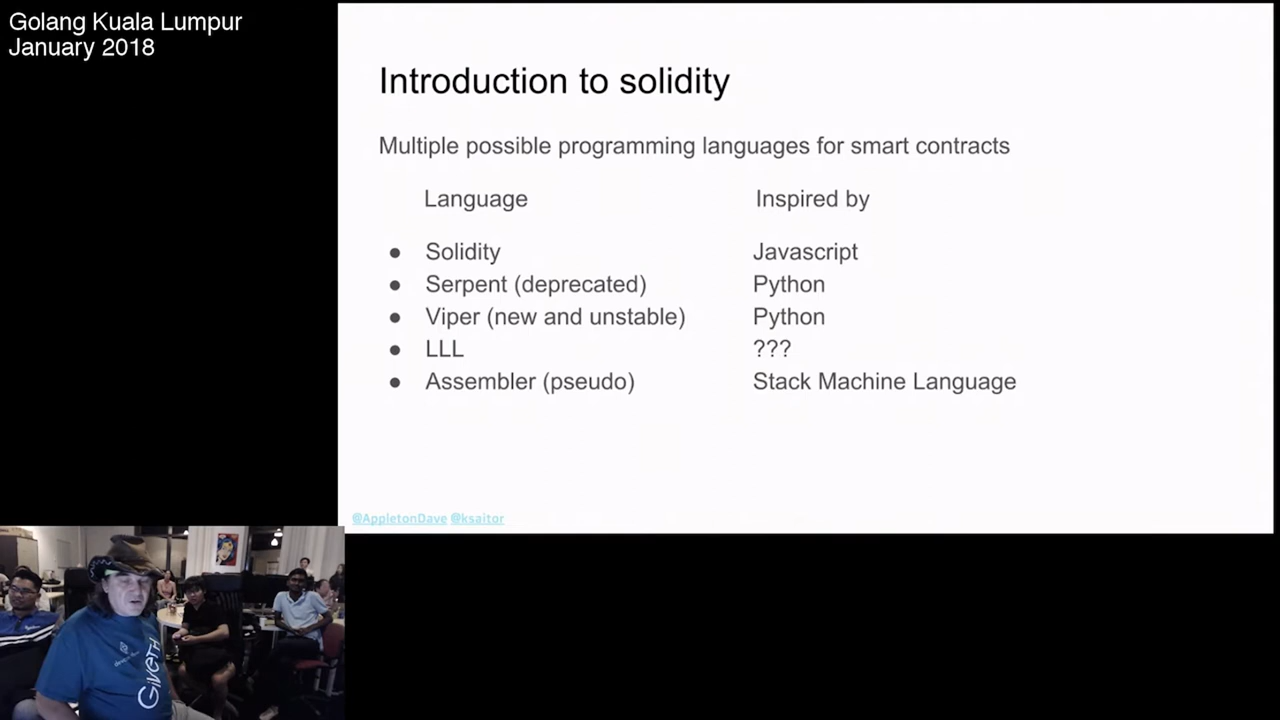 Golang Kuala Lumpur
January 2018
Introduction to solidity
Multiple possible programming languages for smart contracts
Language Inspired by
● Solidity Javascript
● Serpent (deprecated) Python
● Viper (new and unstable) Python
● LLL ???
● Assembler (pseudo) Stack Machine Language
@AppletonDave @ksaitor
GIVETH